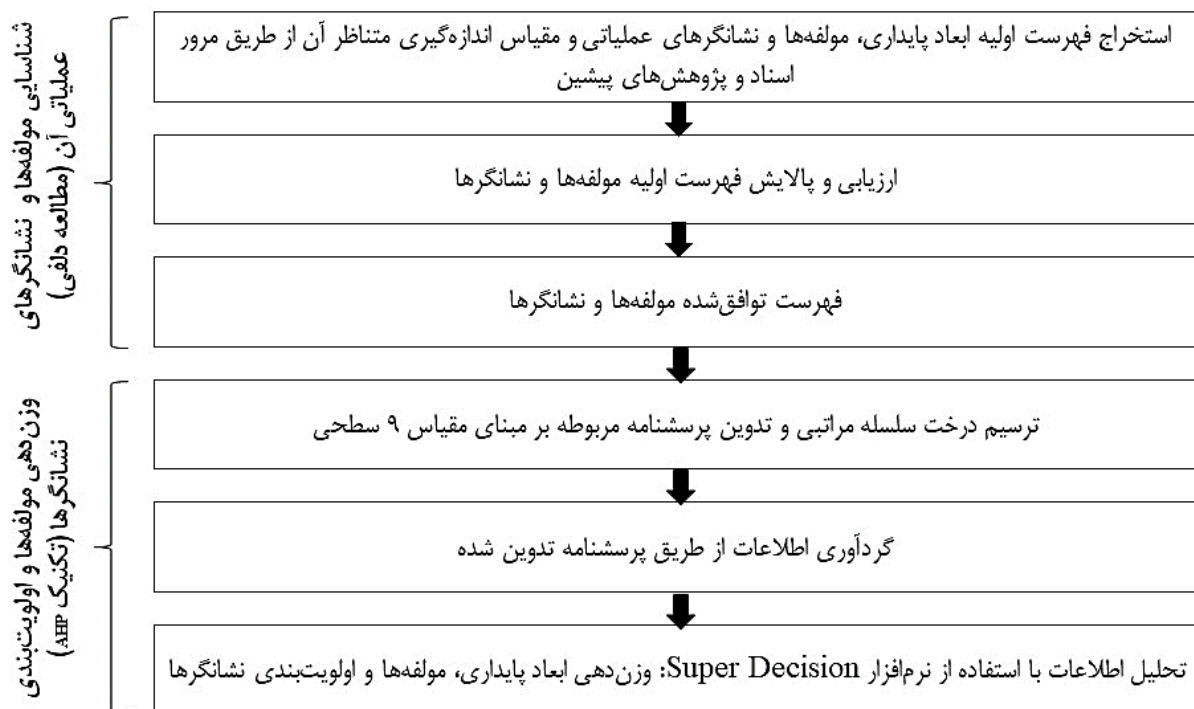 شناسایی مولفه‌ها و نشانگرهای
عملیاتی آن (مطالعه دلفی)
استخراج فهرست اولیه ابعاد پایداری، مولفه‌ها و نشانگرهای عملیاتی و مقیاس اندازه‌گیری متناظر آن از طریق مرور
اسناد و پژوهش‌های پیشین
ارزیابی و پالایش فهرست اولیه مولفه‌ها و نشانگرها
فهرست توافق‌شده مولفه‌ها و نشانگرها
وزن‌دهی مولفه‌ها و اولویت‌بندی
نشانگرها (تکنیک AHP)
ترسیم درخت سلسله مراتبی و تدوین پرسشنامه مربوطه بر مبنای مقیاس ۹ سطحی
گردآوری اطلاعات از طریق پرسشنامه تدوین شده
تحلیل اطلاعات با استفاده از نرم‌افزار Super Decision: وزن‌دهی ابعاد پایداری، مولفه‌ها و اولویت‌بندی نشانگرها